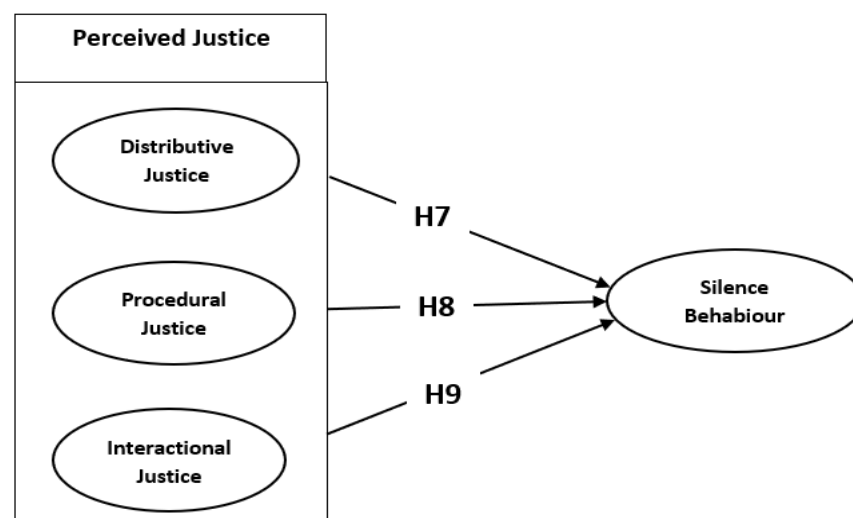 Perceived Justice
Distributive
Justice
H7
Procedural
Justice
H8
Silence
Behabiour
H9
Interactional
Justice